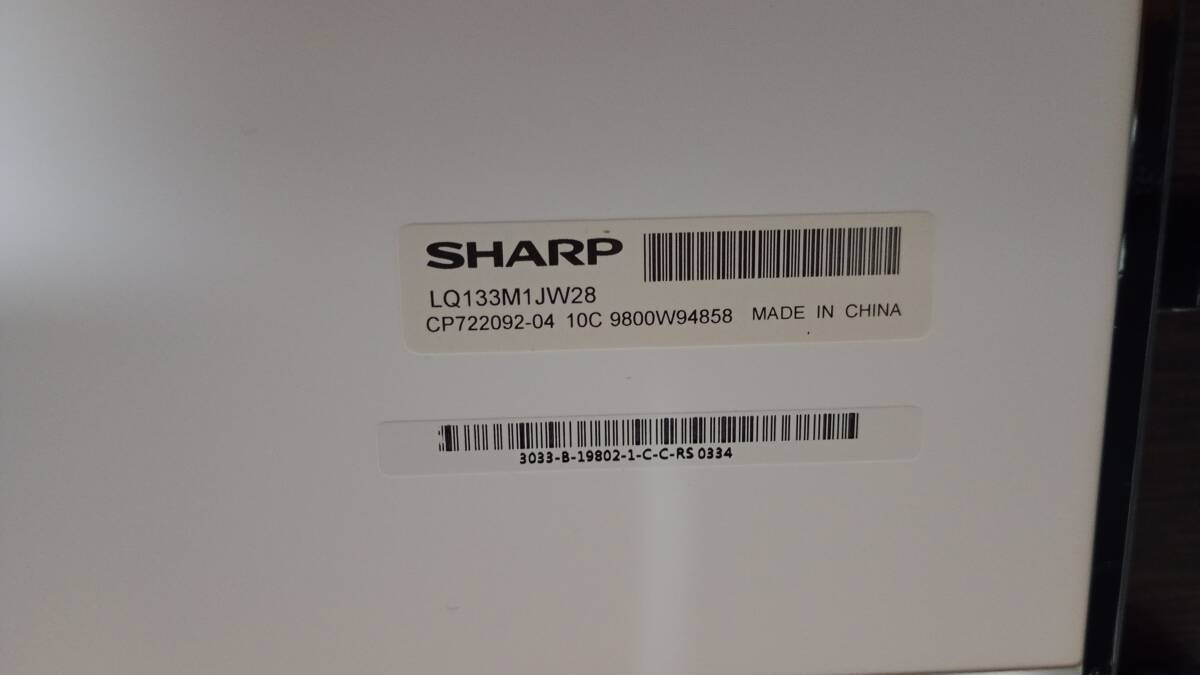 SHARP
LQ133M1JW28
CP722092-04 10C 9800W94858 MADE IN CHINA
3033-B-19802-1-C-C-RS 0334